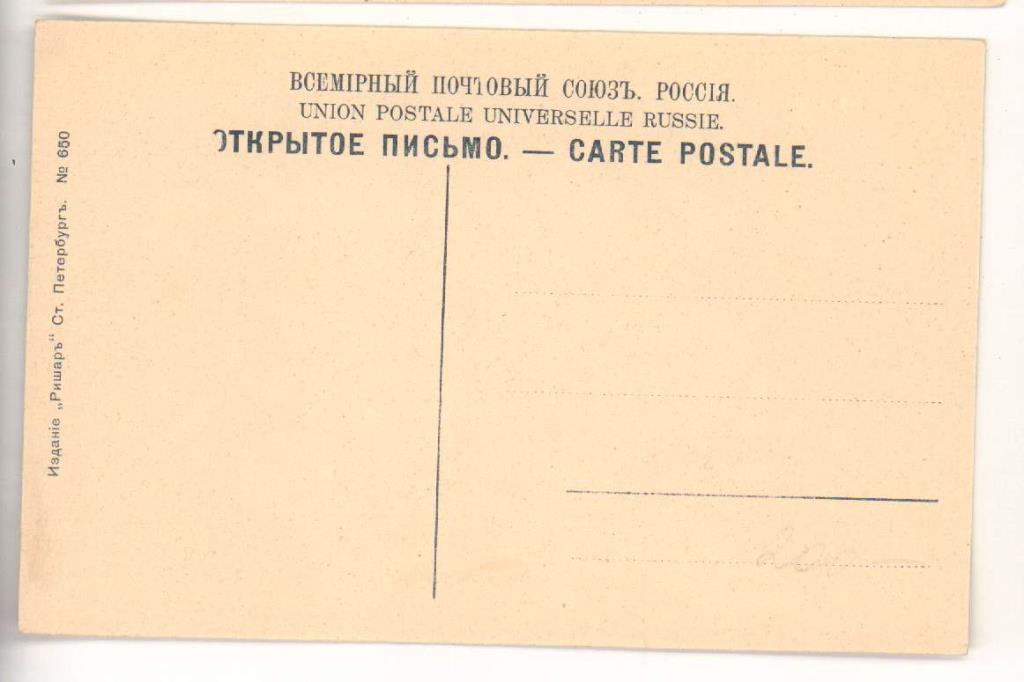 ВСЕМІРНЫЙ ПОЧТОВЫЙ СОЮЗЪ. РОССІЯ.
UNION POSTALE UNIVERSELLE RUSSIE.
ОТКРЫТОЕ ПИСЬМО. — CARTE POSTALE.
Изданіе „Ришаръ“ Ст. Петербургъ. № 650